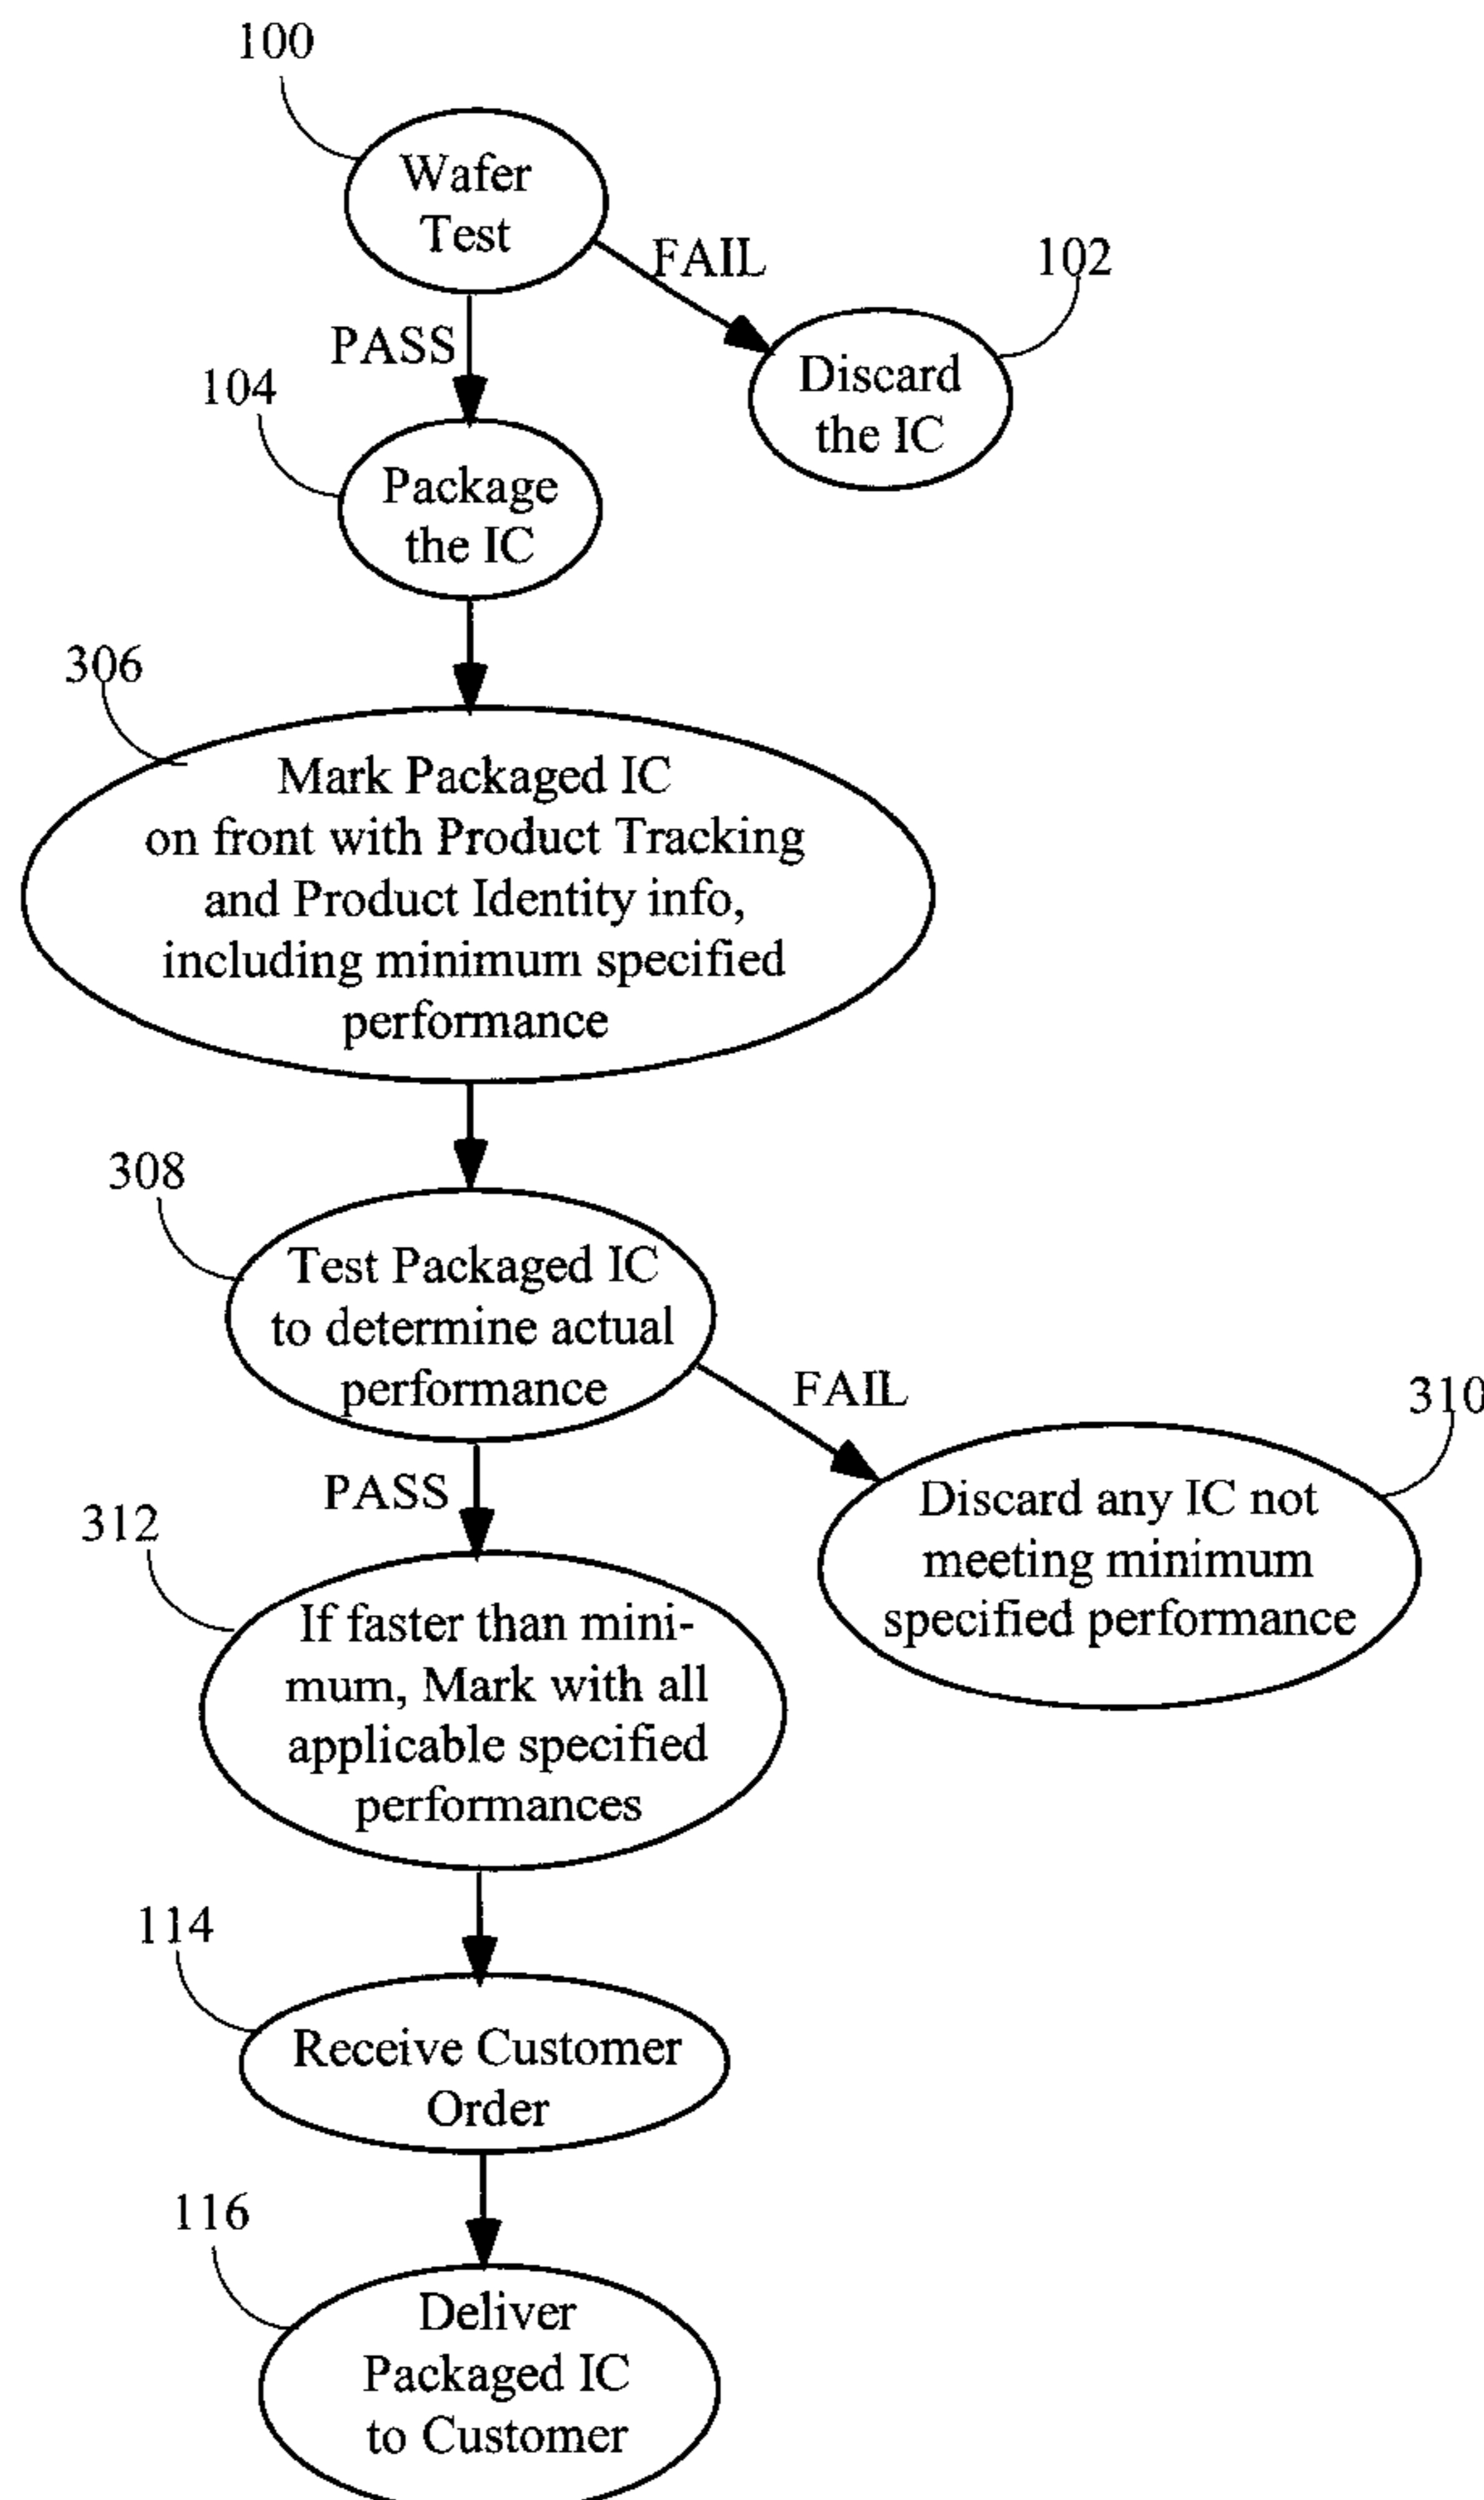 100
Wafer
Test
FAIL
102
PASS
Discard
the IC
104
Package
the IC
306
Mark Packaged IC
on front with Product Tracking
and Product Identity info,
including minimum specified
performance
308
Test Packaged IC
to determine actual
performance
FAIL
310
PASS
Discard any IC not
meeting minimum
specified performance
312
If faster than mini-
mum, Mark with all
applicable specified
performances
114
Receive Customer
Order
116
Deliver
Packaged IC
to Customer